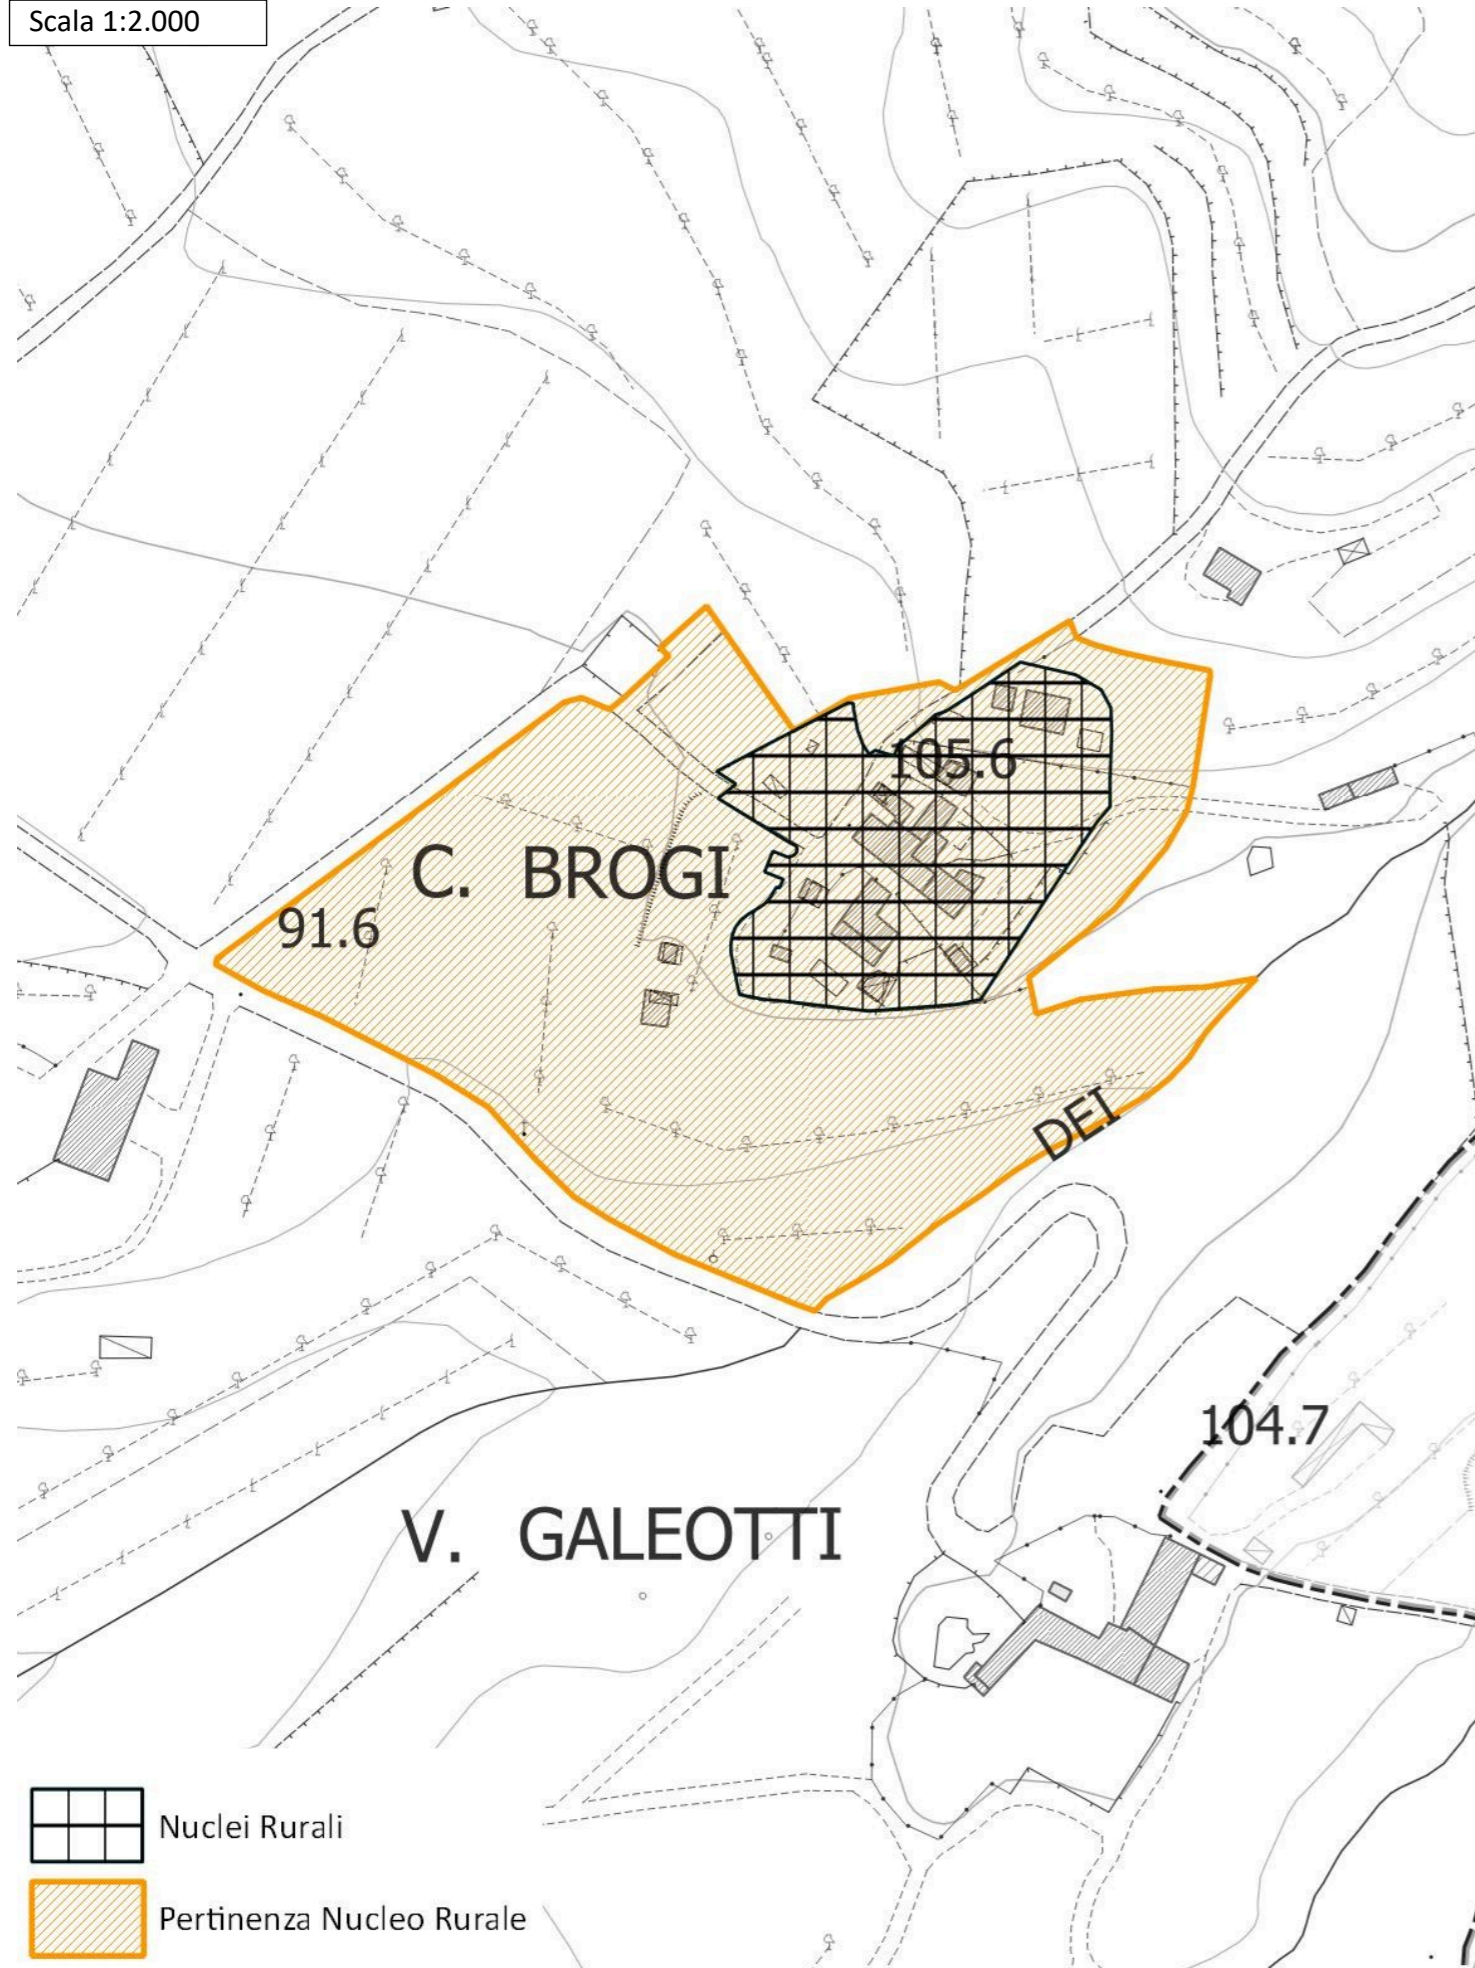 Scala 1:2.000
105.6
C. BROGI
91.6
DEI
104.7
V. GALEOTTI
Nuclei Rurali
Pertinenza Nucleo Rurale